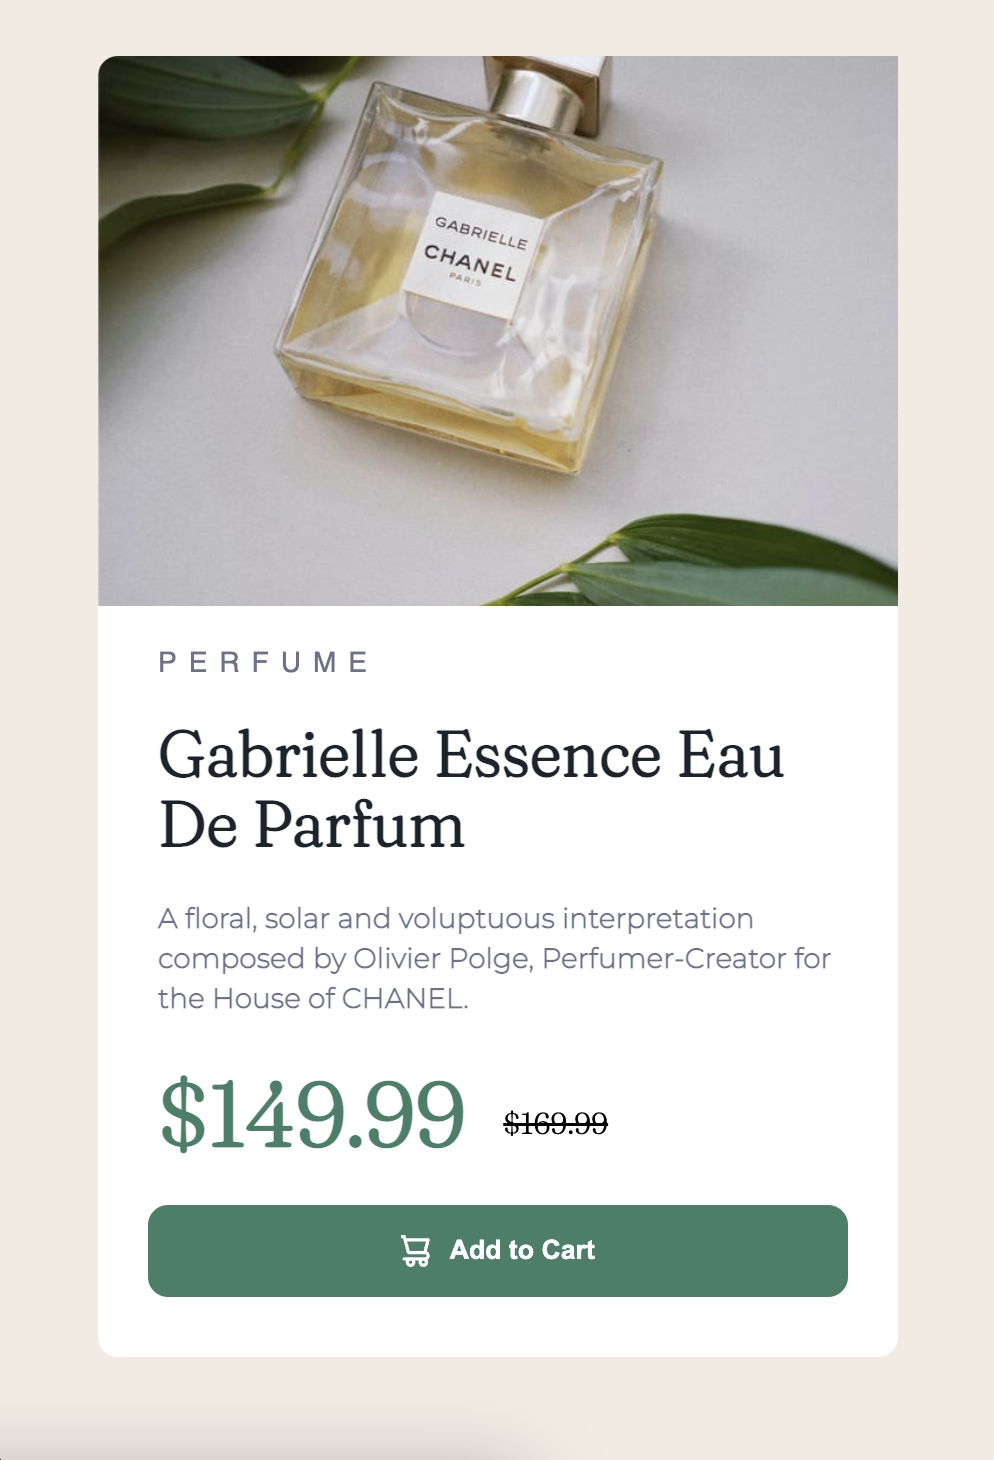 GABRIELLE
CHANEL
PARIS
PERFUME
Gabrielle Essence Eau
De Parfum
A floral, solar and voluptuous interpretation
composed by Olivier Polge, Perfumer-Creator for
the House of CHANEL.
$149.99 $169.99
Add to Cart